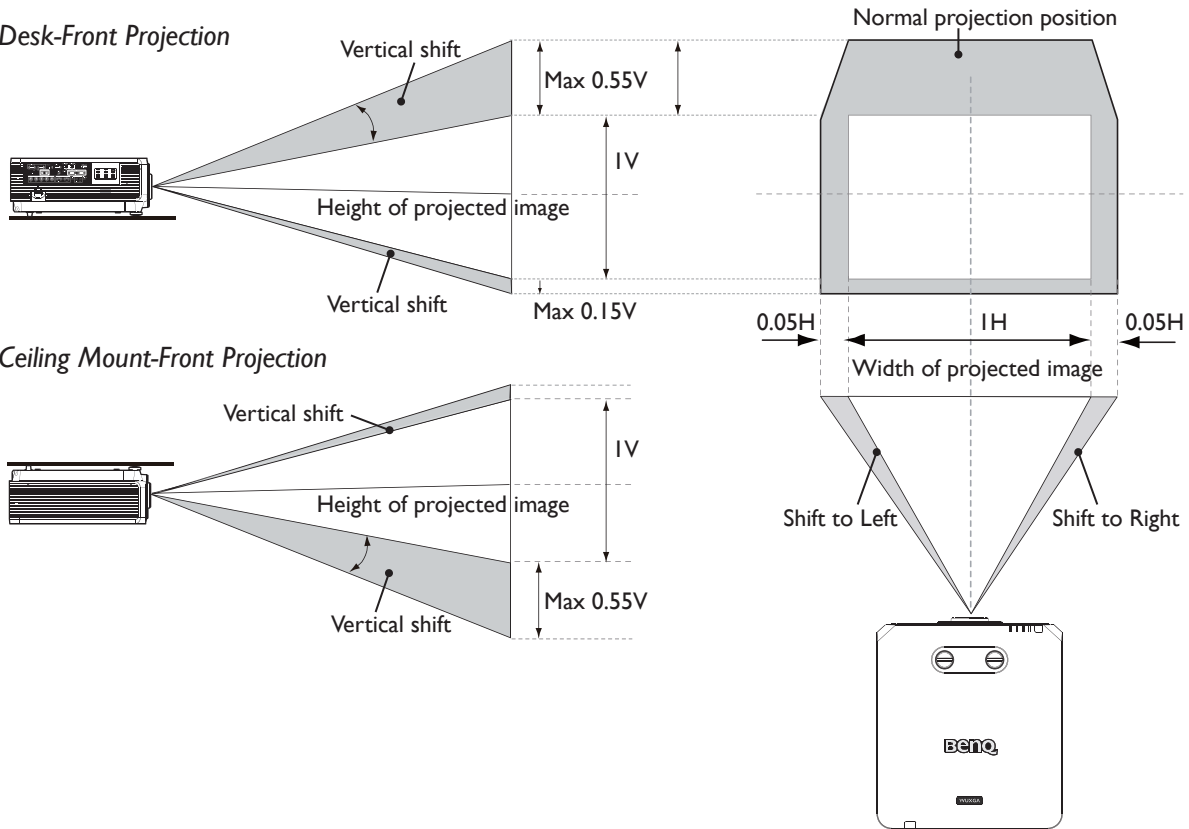 Desk-Front Projection
Normal projection position
Vertical shift
Max 0.55V
1V
Height of projected image
Vertical shift
Max 0.15V
0.05H
1H
0.05H
Width of projected image
Ceiling Mount-Front Projection
Vertical shift
1V
Height of projected image
Shift to Left
Shift to Right
Max 0.55V
Vertical shift
BenQ
WUXGA